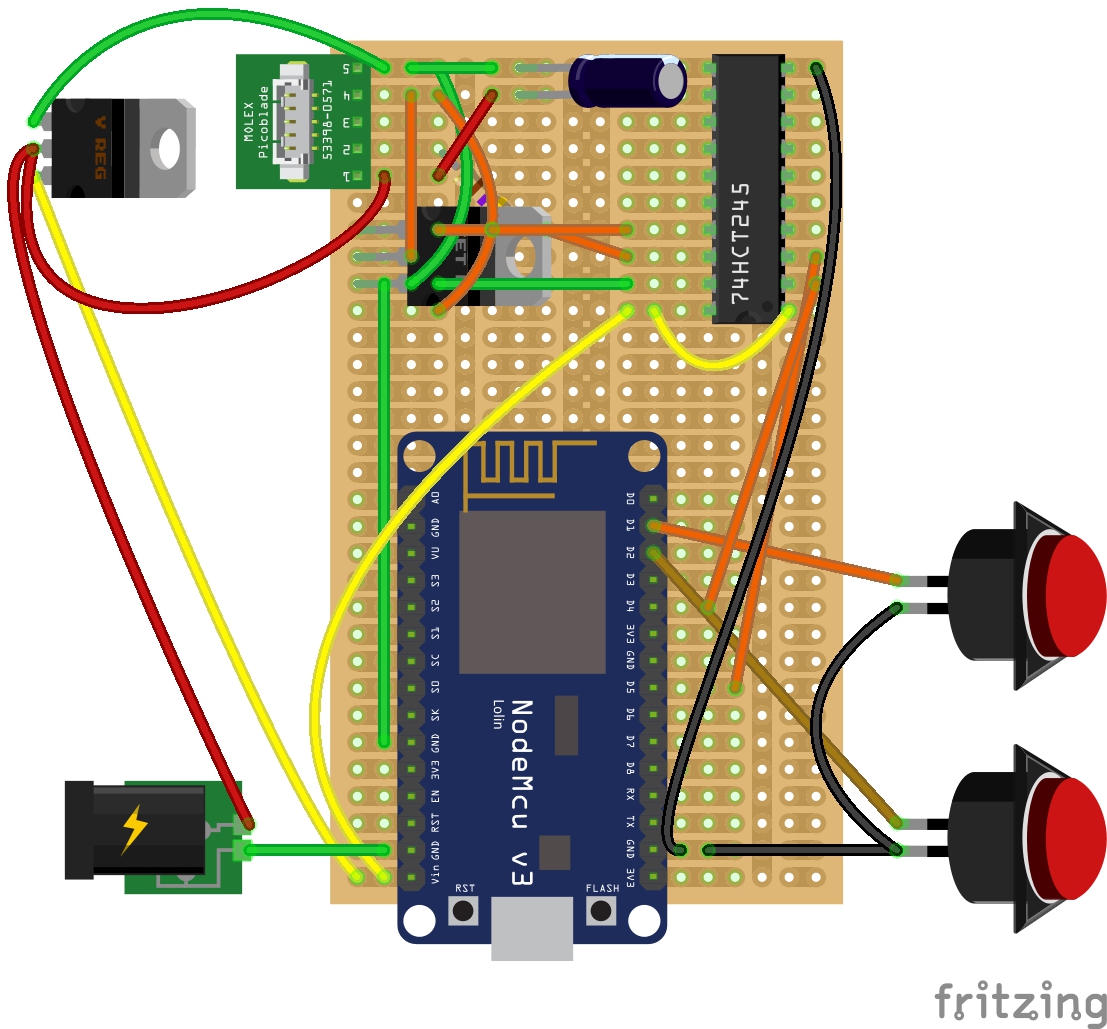 V REG
MOLEX
Picoblade
53398-0571
5
4
3
2
1
ET
74HCT245
A0
GND
VU
S3
S2
S1
SC
S0
SK
GND
3V3
EN
RST
GND
Vin
D0
D1
D2
D3
D4
3V3
GND
D5
D6
D7
D8
RX
TX
GND
3V3
NodeMcu v3
Lolin
RST
FLASH
fritzing